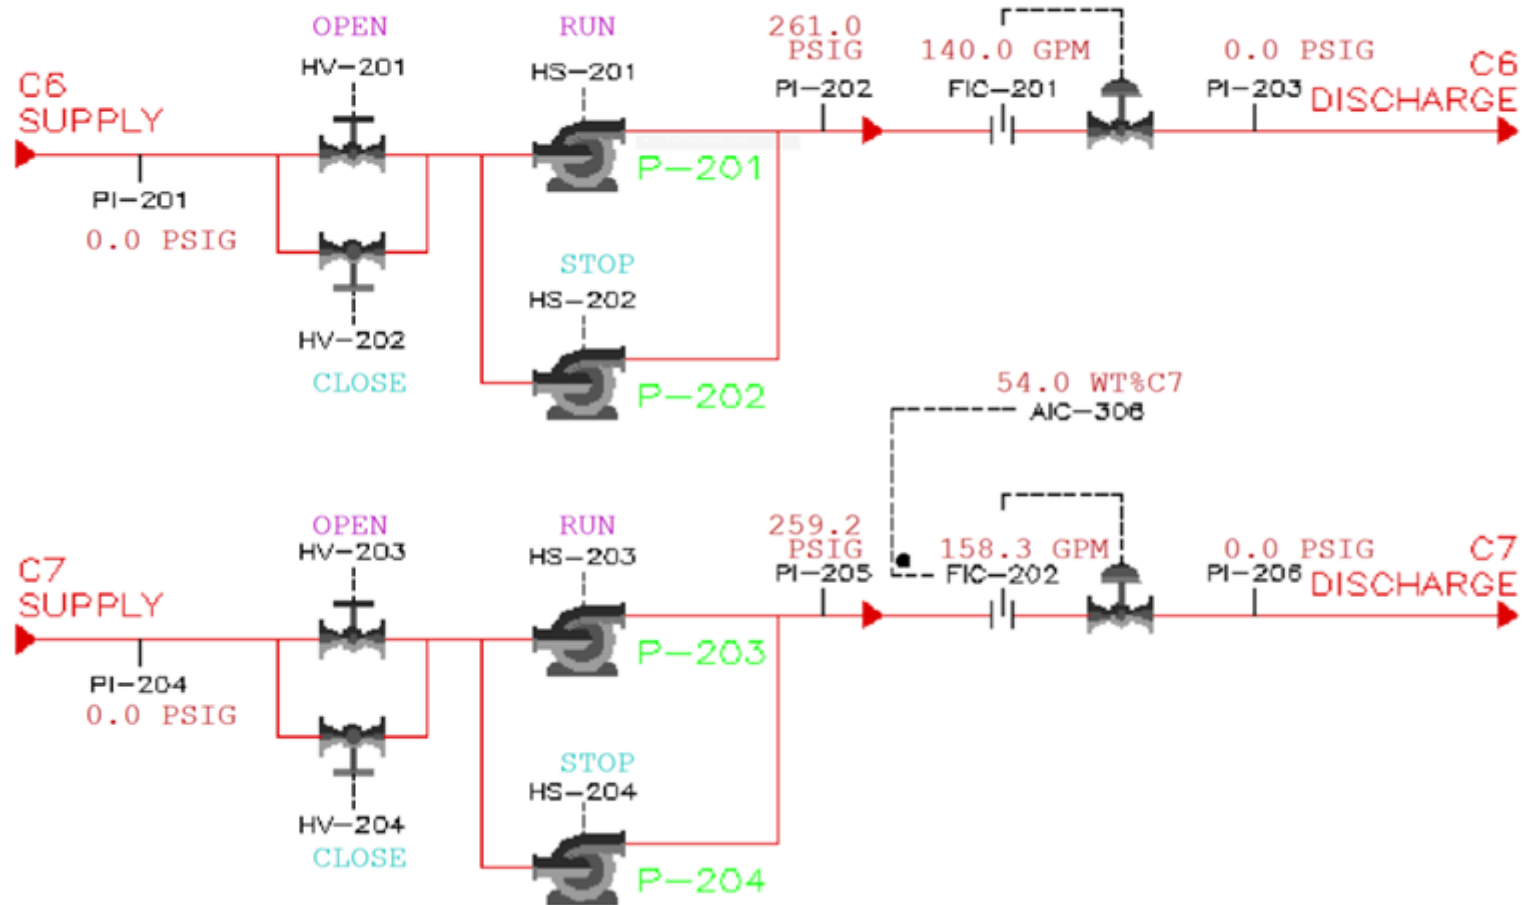 OPEN
HV-201
RUN
HS-201
261.0
PSIG
PI-202
140.0 GPM
FIC-201
0.0 PSIG
PI-203
C6
DISCHARGE
C6
SUPPLY
PI-201
0.0 PSIG
P-201
STOP
HS-202
HV-202
CLOSE
P-202
54.0 WT%C7
AIC-306
OPEN
HV-203
RUN
HS-203
259.2
PSIG
PI-205
158.3 GPM
FIC-202
0.0 PSIG
PI-206
C7
DISCHARGE
C7
SUPPLY
PI-204
0.0 PSIG
P-203
STOP
HS-204
HV-204
CLOSE
P-204